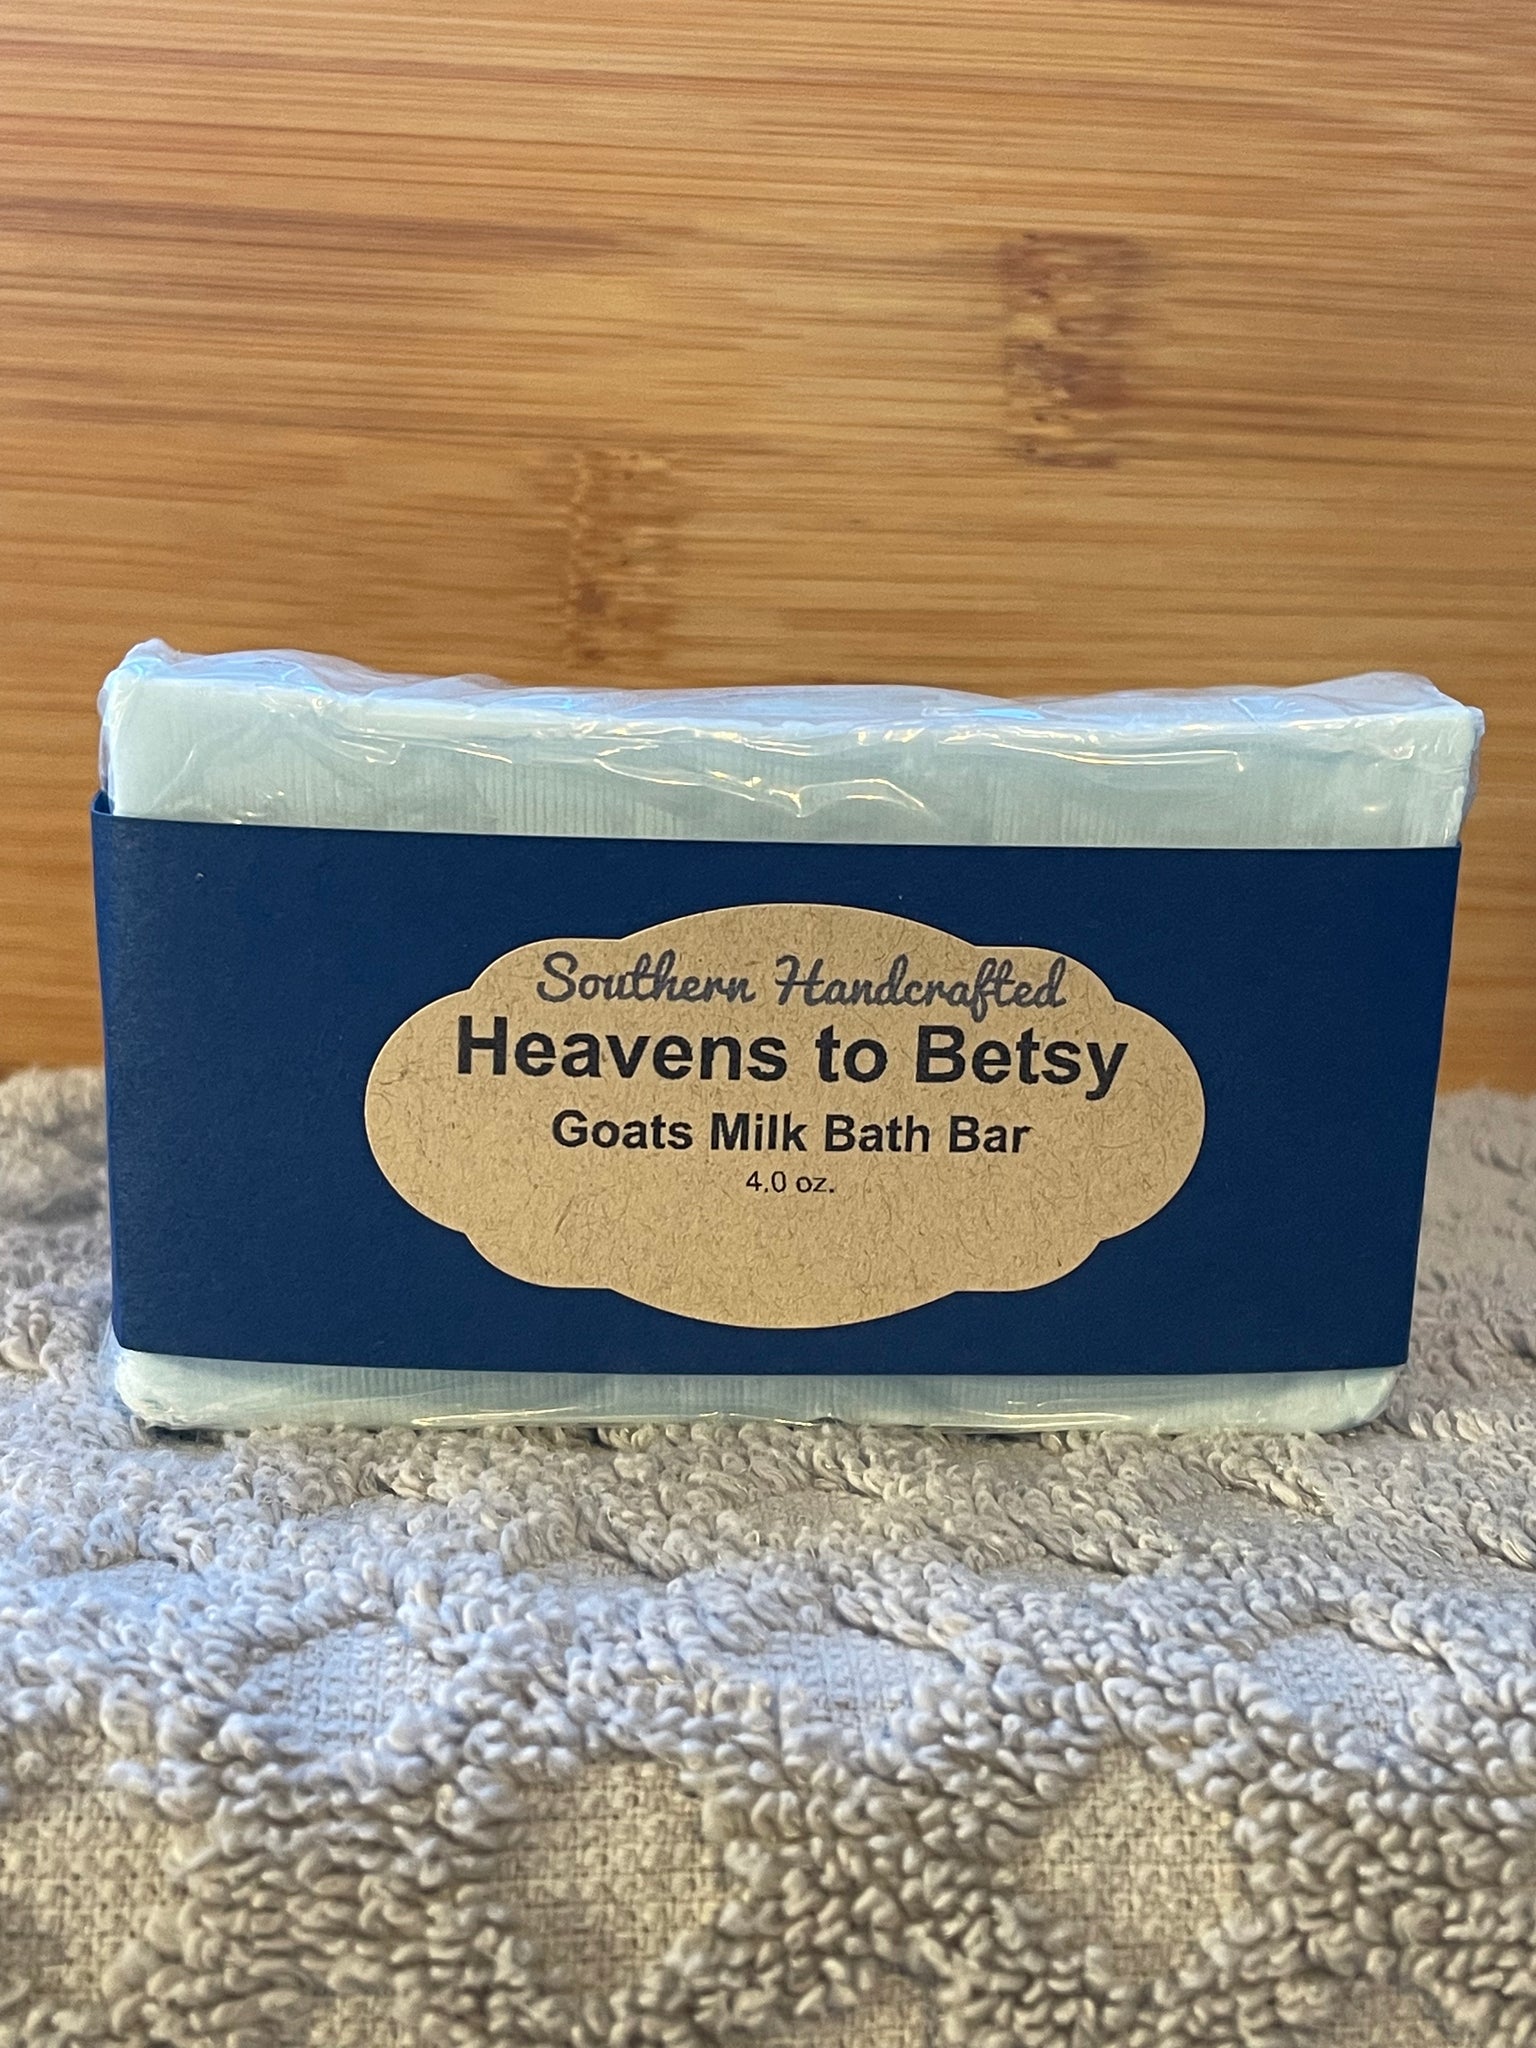 Southern Handcrafted
Heavens to Betsy
Goats Milk Bath Bar
4.0 oz.